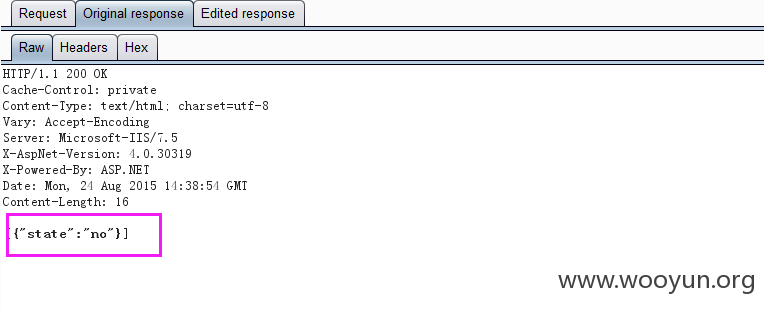 Request Original response Edited response
Raw Headers Hex
HTTP/1.1 200 OK
Cache-Control: private
Content-Type: text/html; charset=utf-8
Vary: Accept-Encoding
Server: Microsoft-IIS/7.5
X-AspNet-Version: 4.0.30319
X-Powered-By: ASP.NET
Date: Mon, 24 Aug 2015 14:38:54 GMT
Content-Length: 16
[{"state":"no"}]
www.wooyun.org